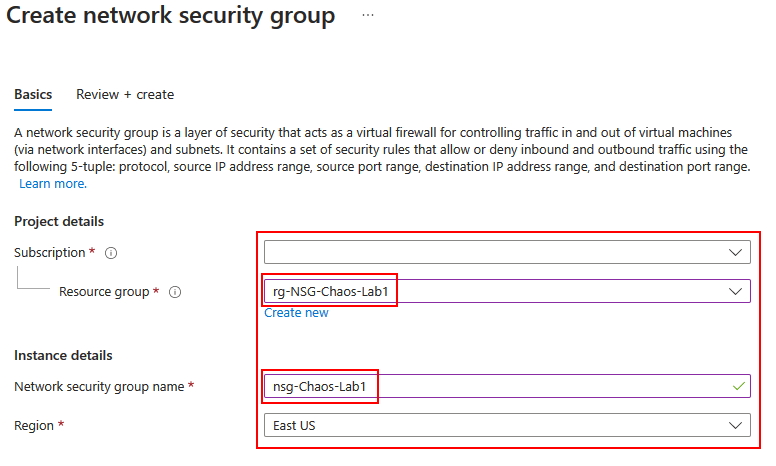 Create network security group ...
Basics Review + create
A network security group is a layer of security that acts as a virtual firewall for controlling traffic in and out of virtual machines
(via network interfaces) and subnets. It contains a set of security rules that allow or deny inbound and outbound traffic using the
following 5-tuple: protocol, source IP address range, source port range, destination IP address range, and destination port range.
Learn more.
Project details
Subscription *
Resource group * rg-NSG-Chaos-Lab1
Create new
Instance details
Network security group name * nsg-Chaos-Lab1
Region * East US